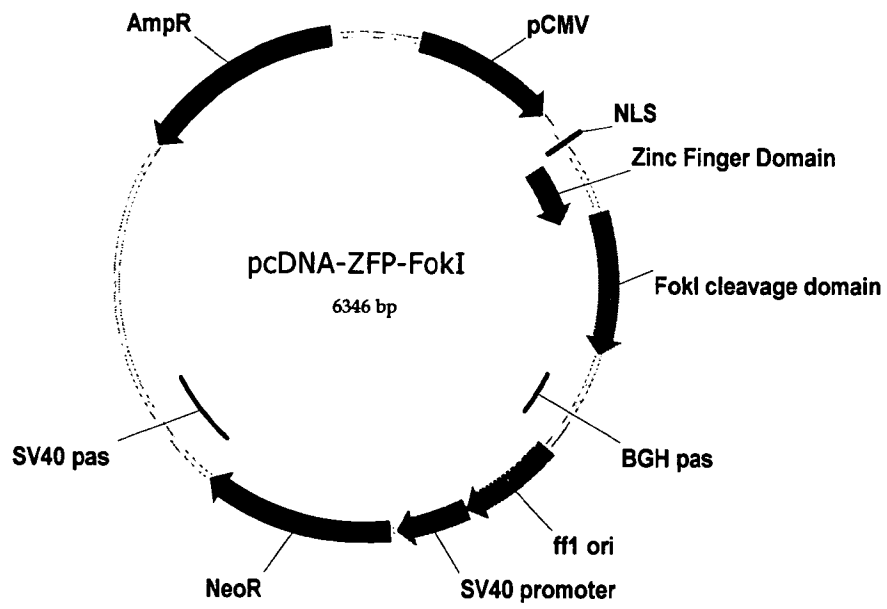 AmpR
pCMV
NLS
Zinc Finger Domain
pcDNA-ZFP-FokI
6346 bp
FokI cleavage domain
SV40 pas
BGH pas
ff1 ori
NeoR
SV40 promoter